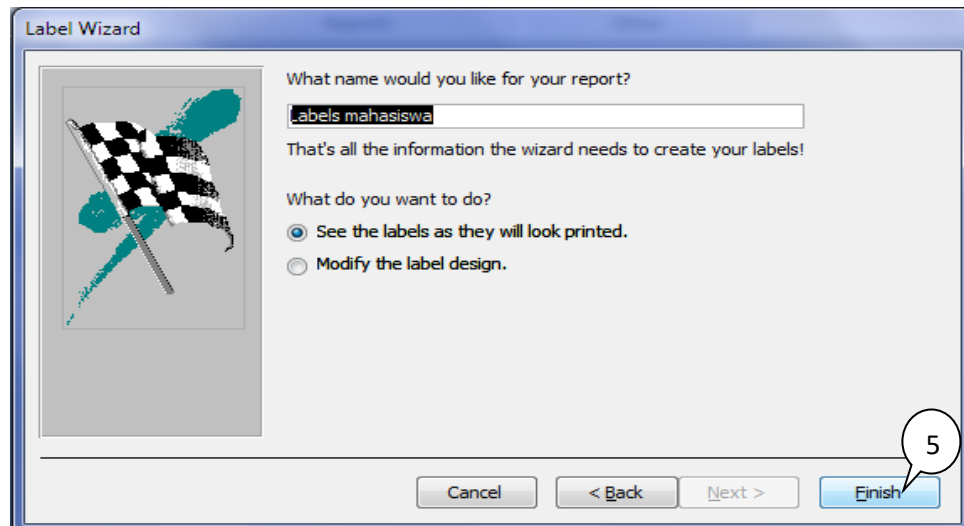 Label Wizard
What name would you like for your report?
Labels mahasiswa
That's all the information the wizard needs to create your labels!
What do you want to do?
See the labels as they will look printed.
Modify the label design.
5
Cancel
< Back
Next >
Finish